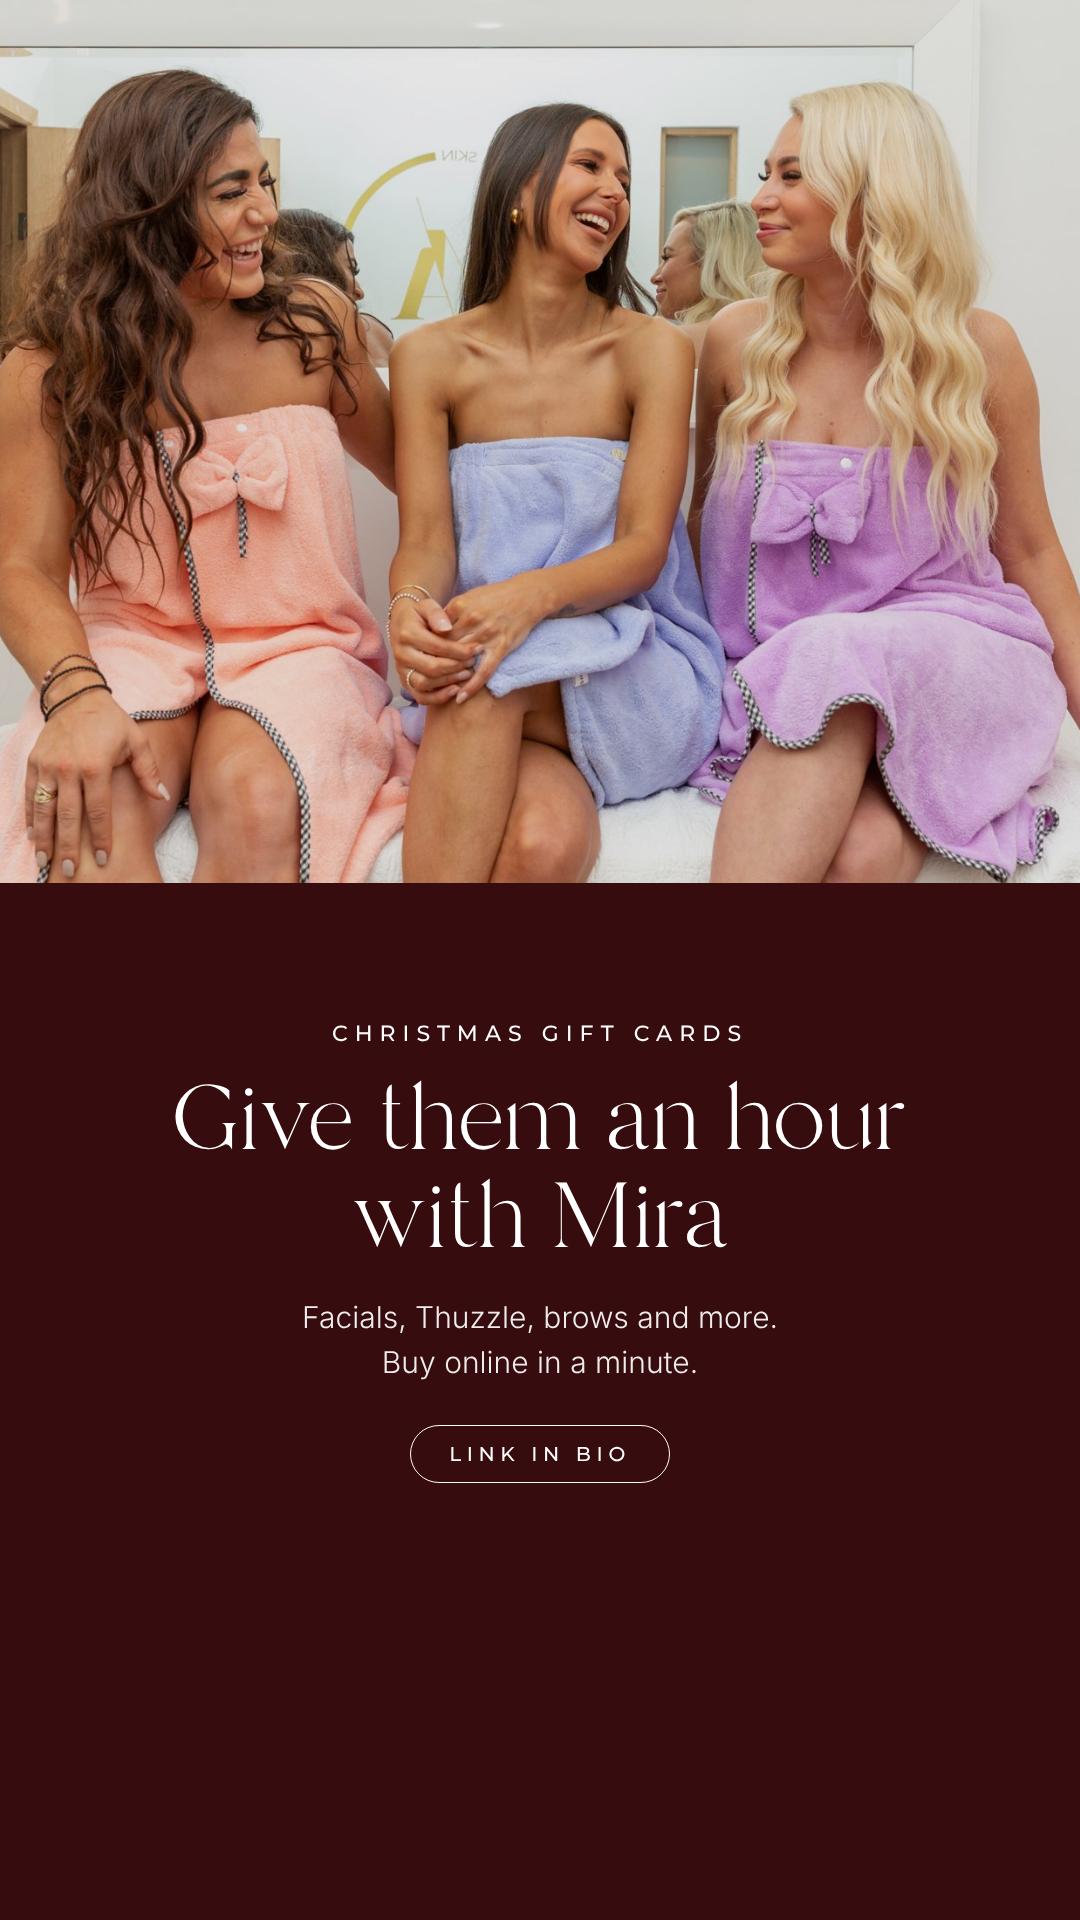 SKIN
A
CHRISTMAS GIFT CARDS
Give them an hour
with Mira
Facials, Thuzzle, brows and more.
Buy online in a minute.
LINK IN BIO